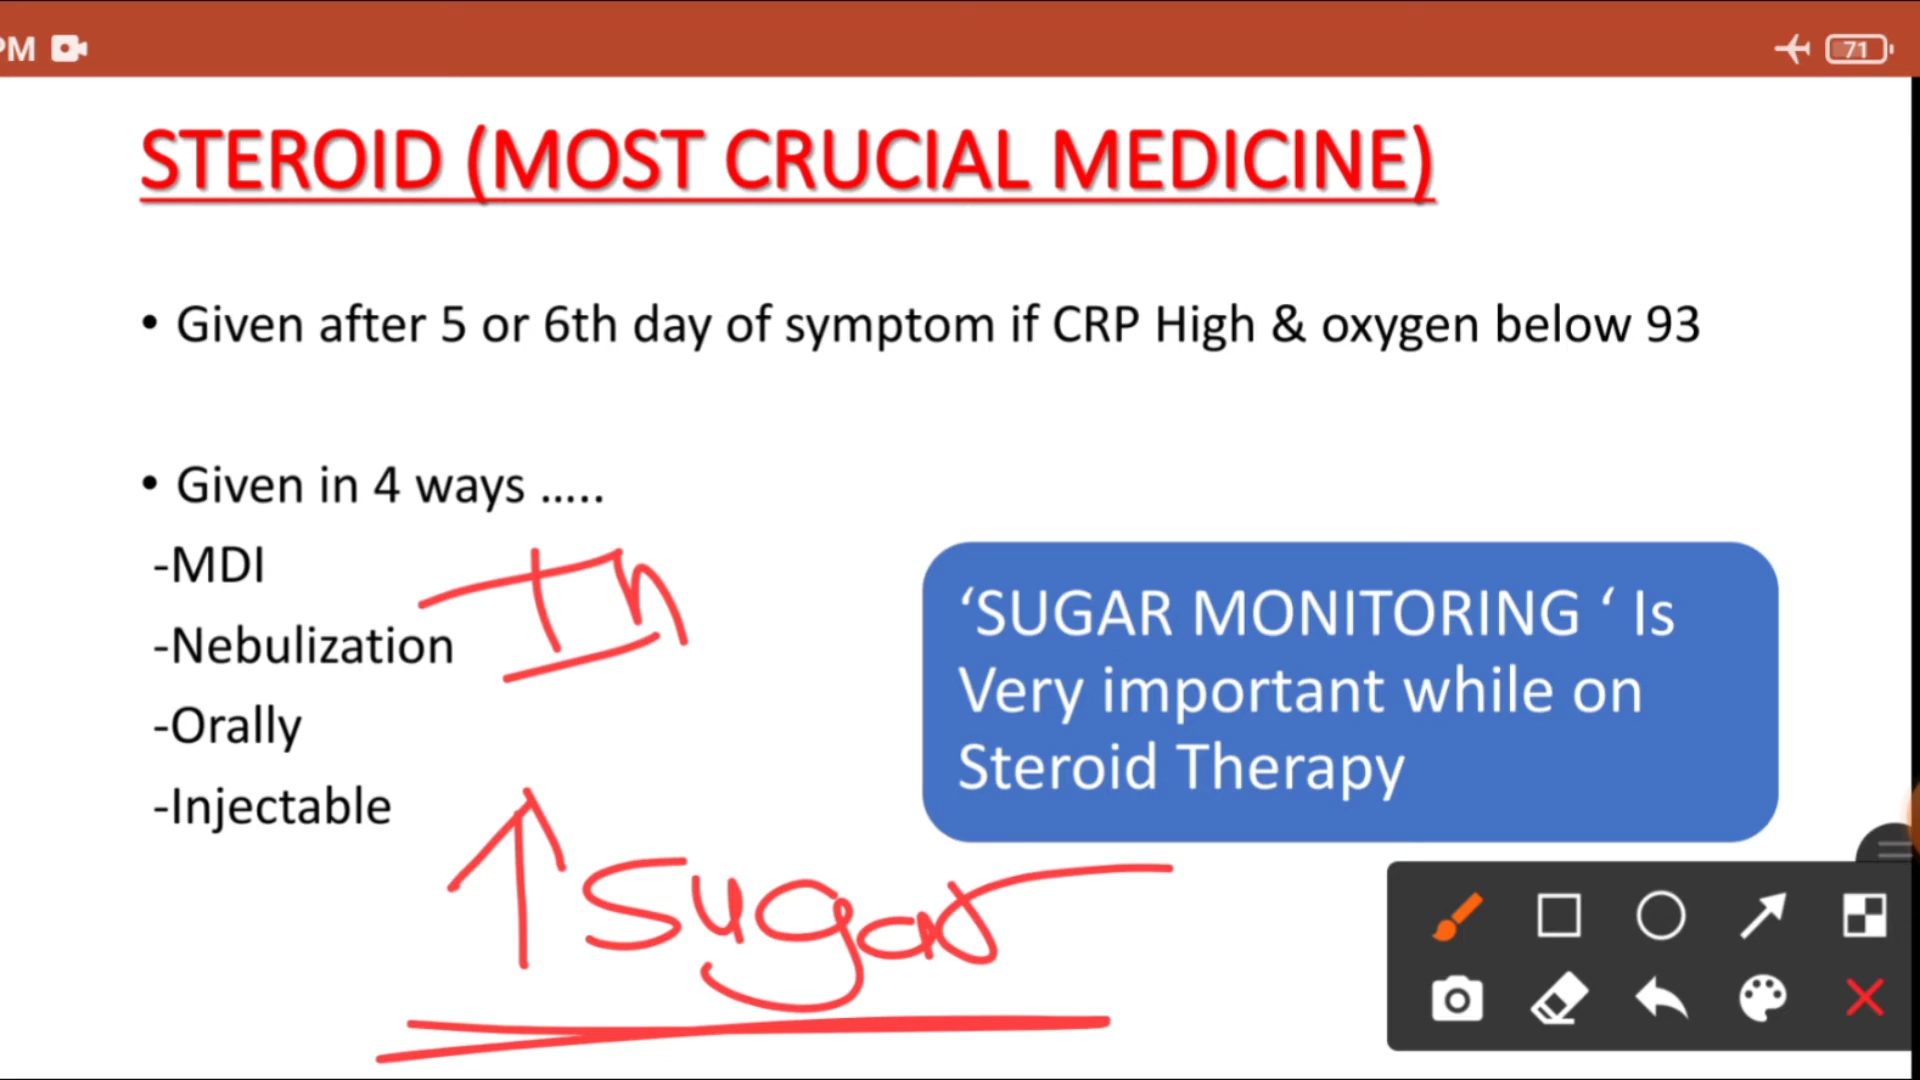 PM
71
STEROID (MOST CRUCIAL MEDICINE)
• Given after 5 or 6th day of symptom if CRP High & oxygen below 93
• Given in 4 ways .....
-MDI
-Nebulization
-Orally
-Injectable
‘SUGAR MONITORING ‘ Is
Very important while on
Steroid Therapy
↑ Sugar